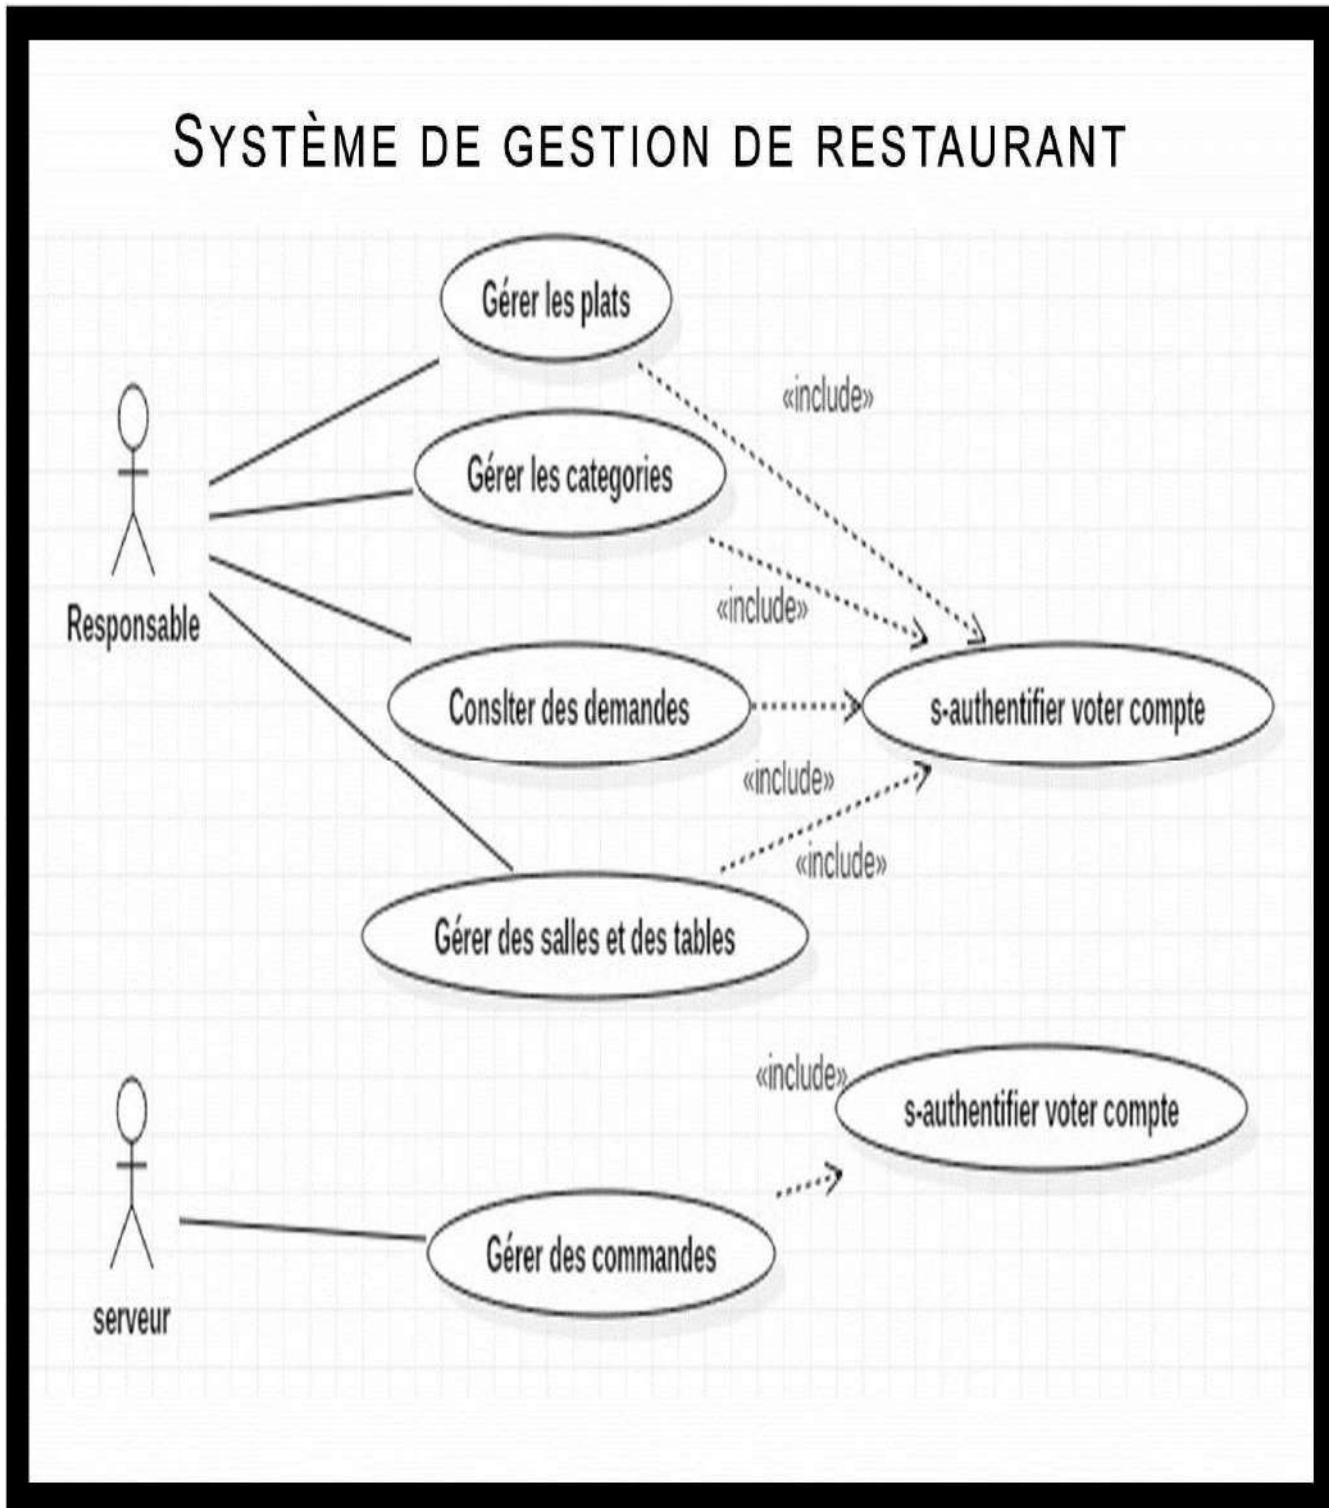 SYSTÈME DE GESTION DE RESTAURANT
Gérer les plats
«include»
Gérer les categories
«include»
Responsable
Conslter des demandes
s-authentifier voter compte
«include»
«include»
Gérer des salles et des tables
«include»
s-authentifier voter compte
Gérer des commandes
serveur